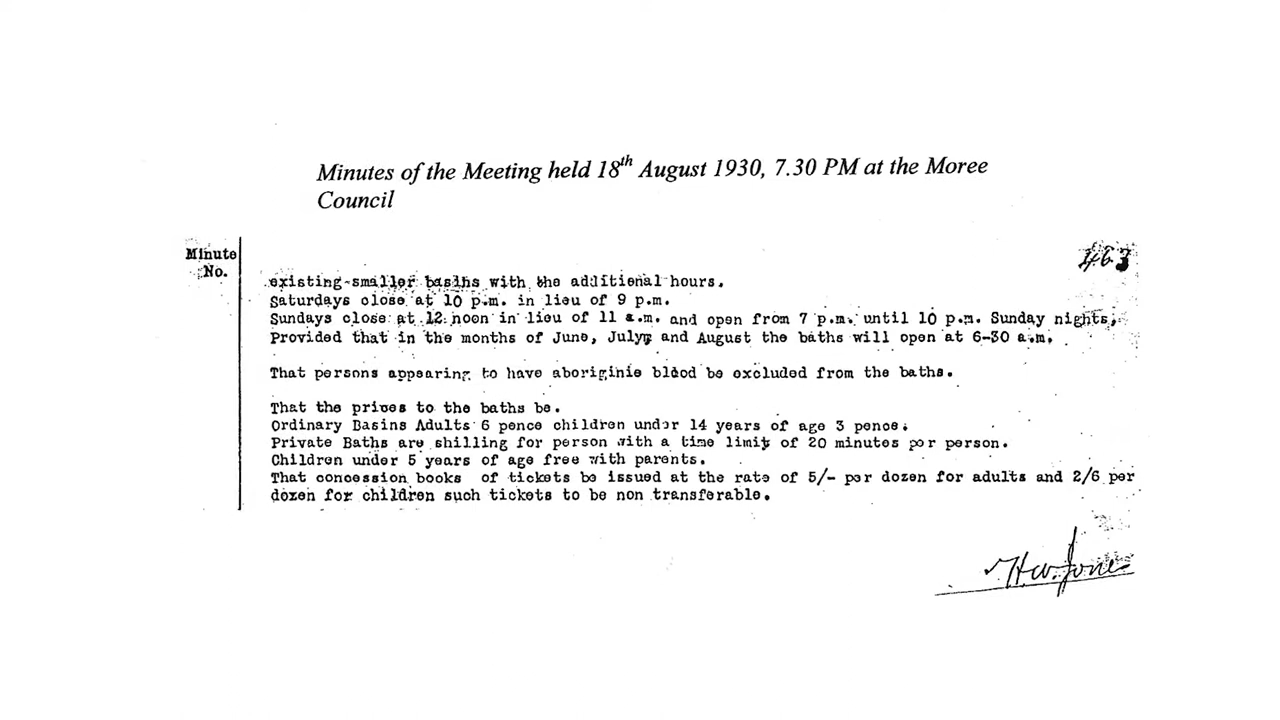 Minutes of the Meeting held 18th August 1930, 7.30 PM at the Moree
Council
Minute
No.
463
existing smaller basins with the additional hours.
Saturdays close at 10 p.m. in lieu of 9 p.m.
Sundays close at 12 noon in lieu of 11 a.m. and open from 7 p.m. until 10 p.m. Sunday nights,
Provided that in the months of June, July, and August the baths will open at 6-30 a.m.
That persons appearing to have aboriginie blood be excluded from the baths.
That the prices to the baths be.
Ordinary Basins Adults 6 pence children under 14 years of age 3 pence.
Private Baths are shilling for person with a time limit of 20 minutes per person.
Children under 5 years of age free with parents.
That concession books of tickets be issued at the rate of 5/- per dozen for adults and 2/6 per
dozen for children such tickets to be non transferable.
H.W. Jones